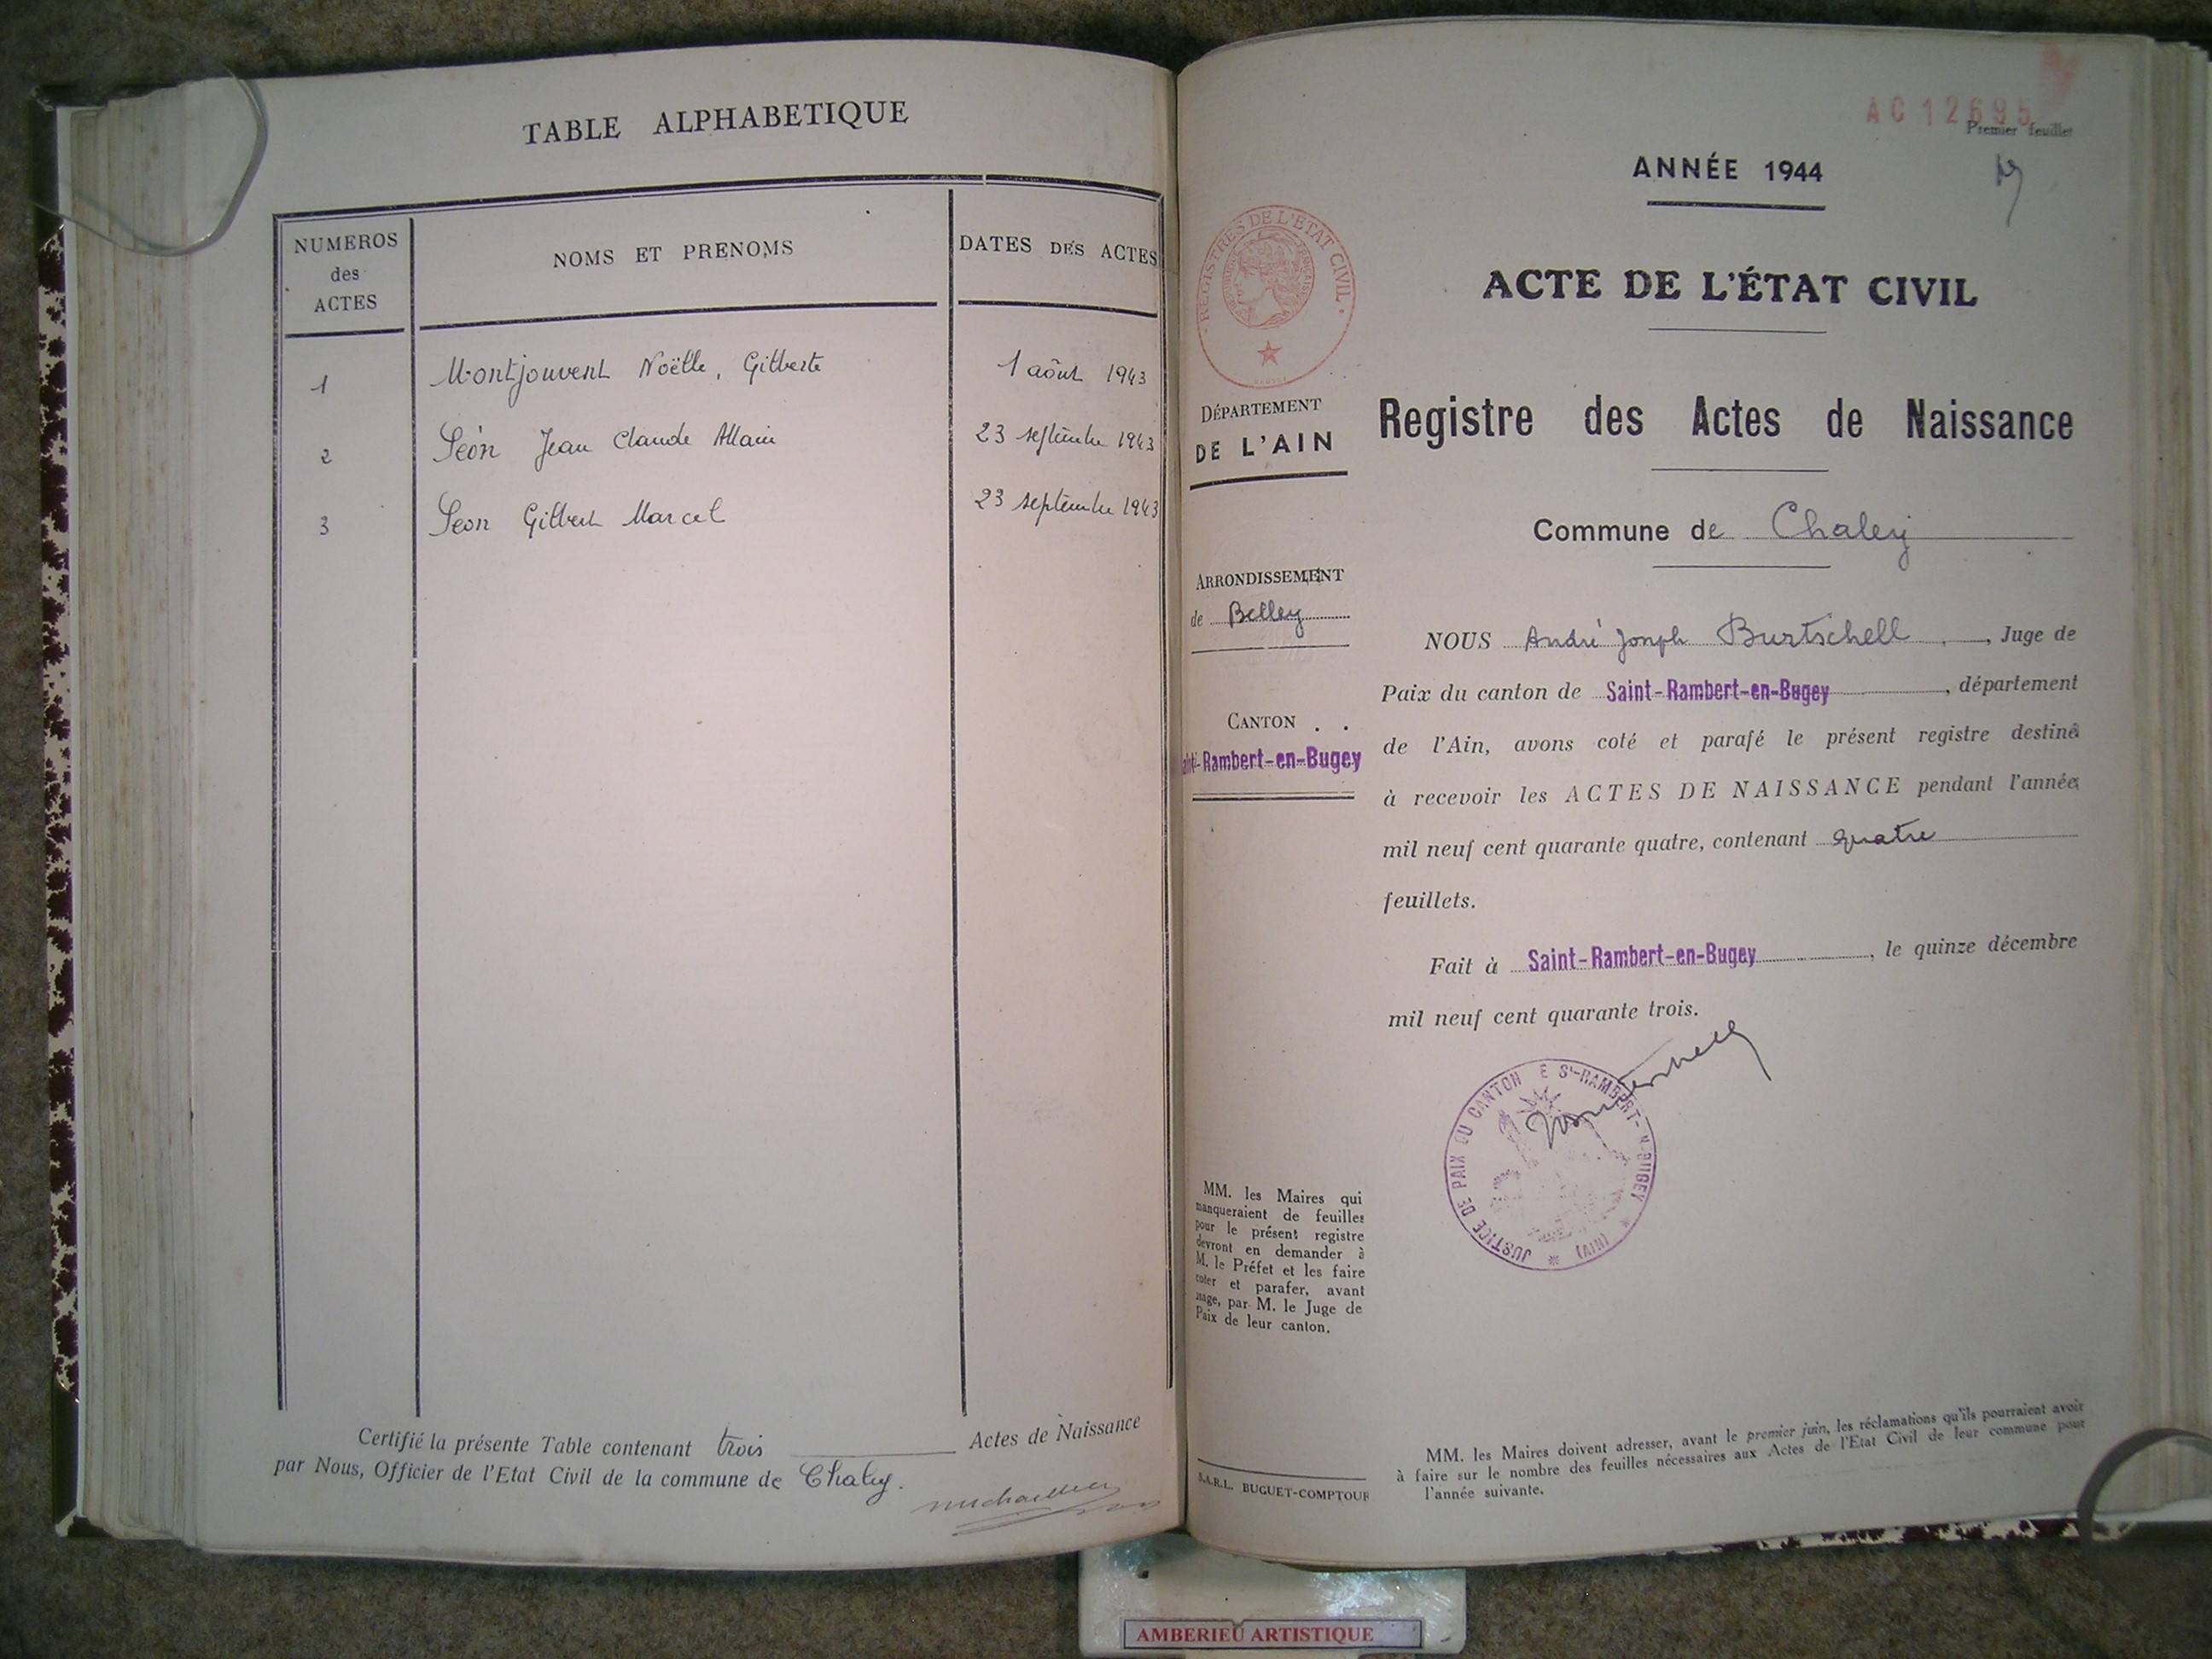 TABLE ALPHABETIQUE
NUMEROS
des
ACTES
NOMS ET PRENOMS
DATES DES ACTES
1 Montjouvent Noëlle, Gilberte 1 août 1943
2 Séon Jean Claude Allain 23 septembre 1943
3 Seon Gilbert Marcel 23 septembre 1943
Certifié la présente Table contenant trois Actes de Naissance
par Nous, Officier de l'Etat Civil de la commune de Chaley.
AC 12695
Premier feuillet
ANNÉE 1944
REGISTRES DE L'ÉTAT CIVIL
ACTE DE L'ÉTAT CIVIL
DÉPARTEMENT
DE L'AIN
Registre des Actes de Naissance
Commune de Chaley
ARRONDISSEMENT
de Belley
CANTON . .
Saint-Rambert-en-Bugey
NOUS André Joseph Burtschell, Juge de
Paix du canton de Saint-Rambert-en-Bugey, département
de l'Ain, avons coté et parafé le présent registre destiné
à recevoir les ACTES DE NAISSANCE pendant l'année
mil neuf cent quarante quatre, contenant quatre
feuillets.
Fait à Saint-Rambert-en-Bugey, le quinze décembre
mil neuf cent quarante trois.
JUSTICE DE PAIX DU CANTON E St-RAMBERT-N-BUGEY (AIN)
MM. les Maires qui
manqueraient de feuilles
pour le présent registre
devront en demander à
M. le Préfet et les faire
coter et parafer, avant
usage, par M. le Juge de
Paix de leur canton.
S.A.R.L. BUGUET-COMPTOUR
MM. les Maires doivent adresser, avant le premier juin, les réclamations qu'ils pourraient avoir
à faire sur le nombre des feuilles nécessaires aux Actes de l'Etat Civil de leur commune pour
l'année suivante.
AMBERIEU ARTISTIQUE